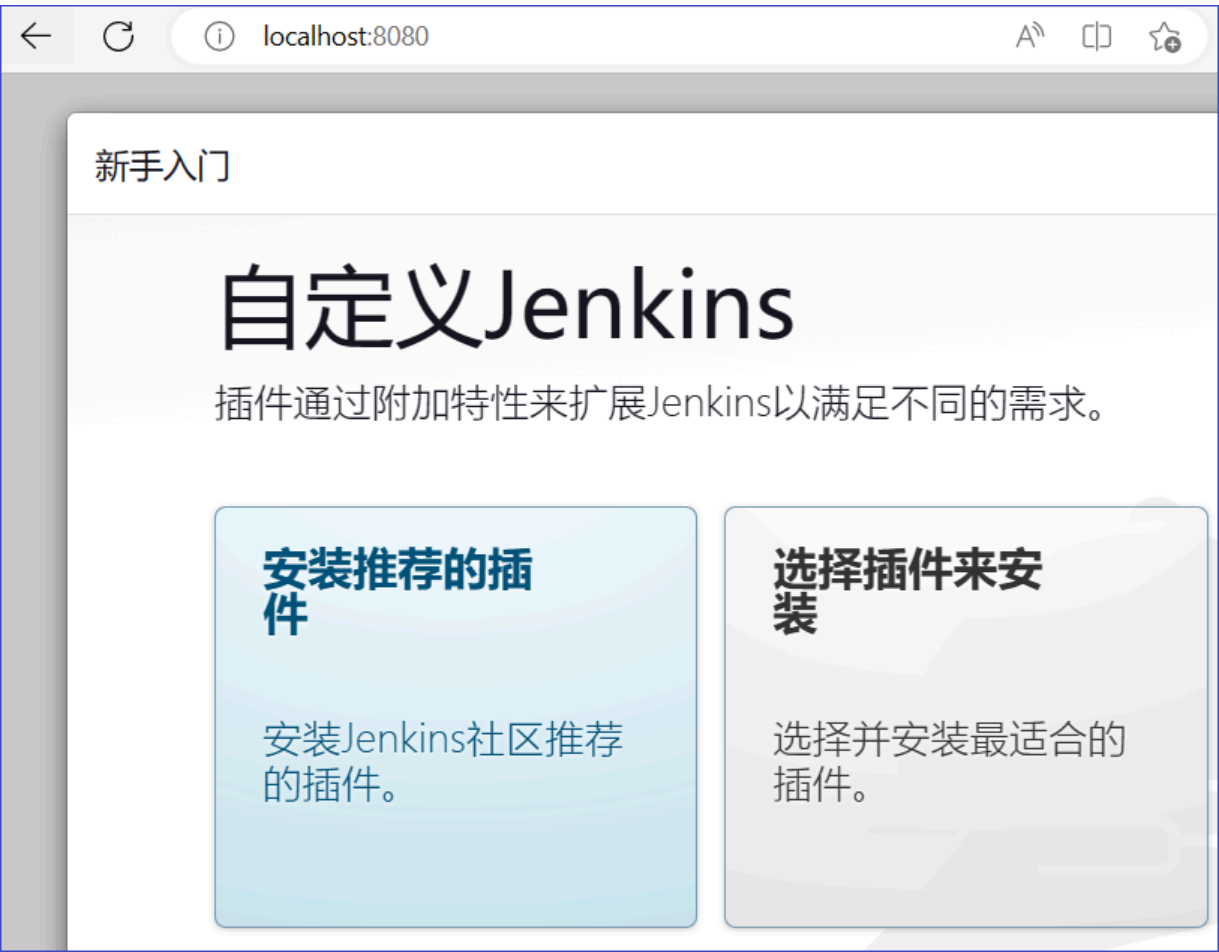 localhost:8080
新手入门
自定义Jenkins
插件通过附加特性来扩展Jenkins以满足不同的需求。
安装推荐的插
件
安装Jenkins社区推荐
的插件。
选择插件来安
装
选择并安装最适合的
插件。